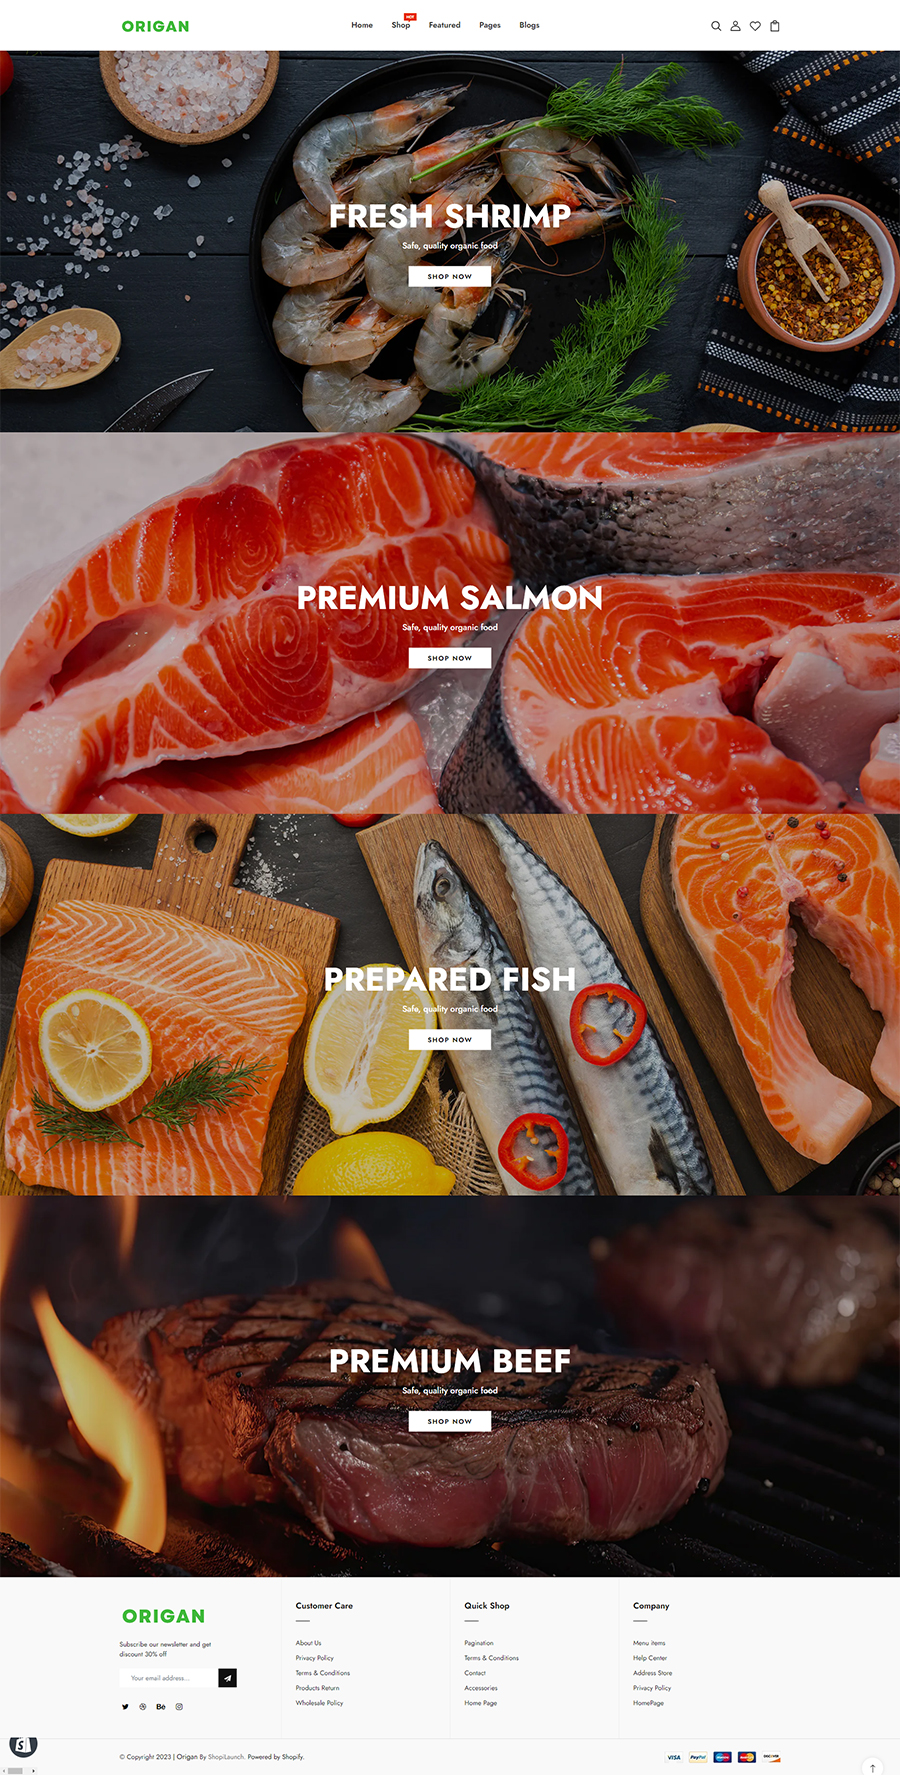 ORIGAN
Home
Shop
HOT
Featured
Pages
Blogs
FRESH SHRIMP
Safe, quality organic food
SHOP NOW
PREMIUM SALMON
Safe, quality organic food
SHOP NOW
PREPARED FISH
Safe, quality organic food
SHOP NOW
PREMIUM BEEF
Safe, quality organic food
SHOP NOW
ORIGAN
Subscribe our newsletter and get
discount 30% off
Your email address...
Bē
Customer Care
About Us
Privacy Policy
Terms & Conditions
Products Return
Wholesale Policy
Quick Shop
Pagination
Terms & Conditions
Contact
Accessories
Home Page
Company
Menu items
Help Center
Address Store
Privacy Policy
HomePage
© Copyright 2023 | Origan By ShopiLaunch. Powered by Shopify.
VISA
PayPal
DISCOVER